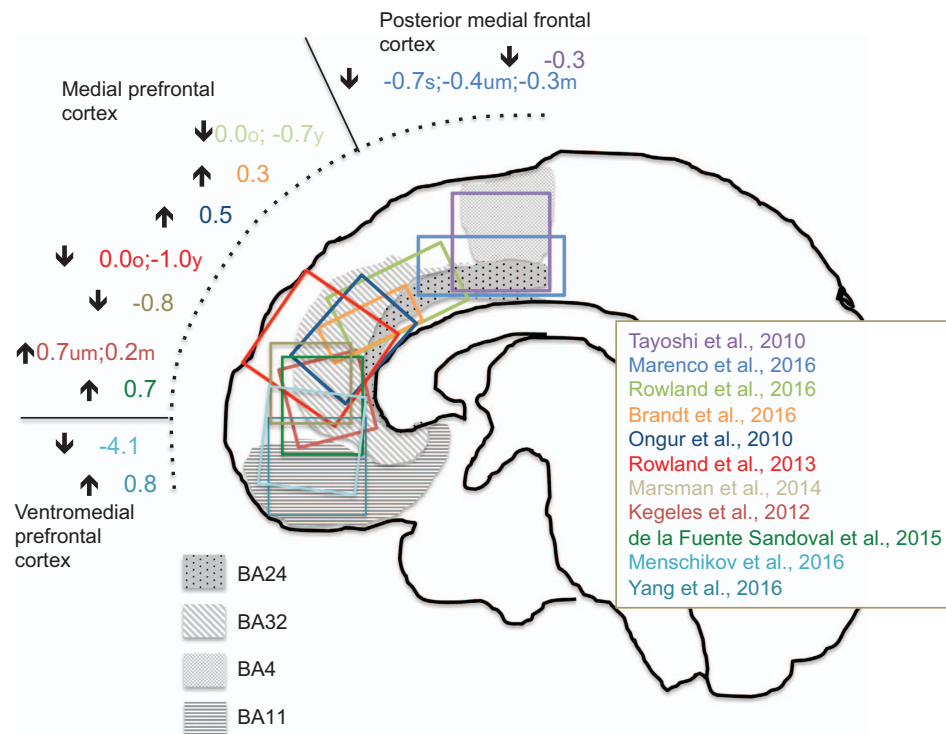 Posterior medial frontal
cortex
-0.3
-0.7s;-0.4um;-0.3m
Medial prefrontal
cortex
0.0o; -0.7y
0.3
0.5
0.0o;-1.0y
-0.8
0.7um;0.2m
0.7
-4.1
0.8
Ventromedial
prefrontal
cortex
Tayoshi et al., 2010
Marenco et al., 2016
Rowland et al., 2016
Brandt et al., 2016
Ongur et al., 2010
Rowland et al., 2013
Marsman et al., 2014
Kegeles et al., 2012
de la Fuente Sandoval et al., 2015
Menschikov et al., 2016
Yang et al., 2016
BA24
BA32
BA4
BA11